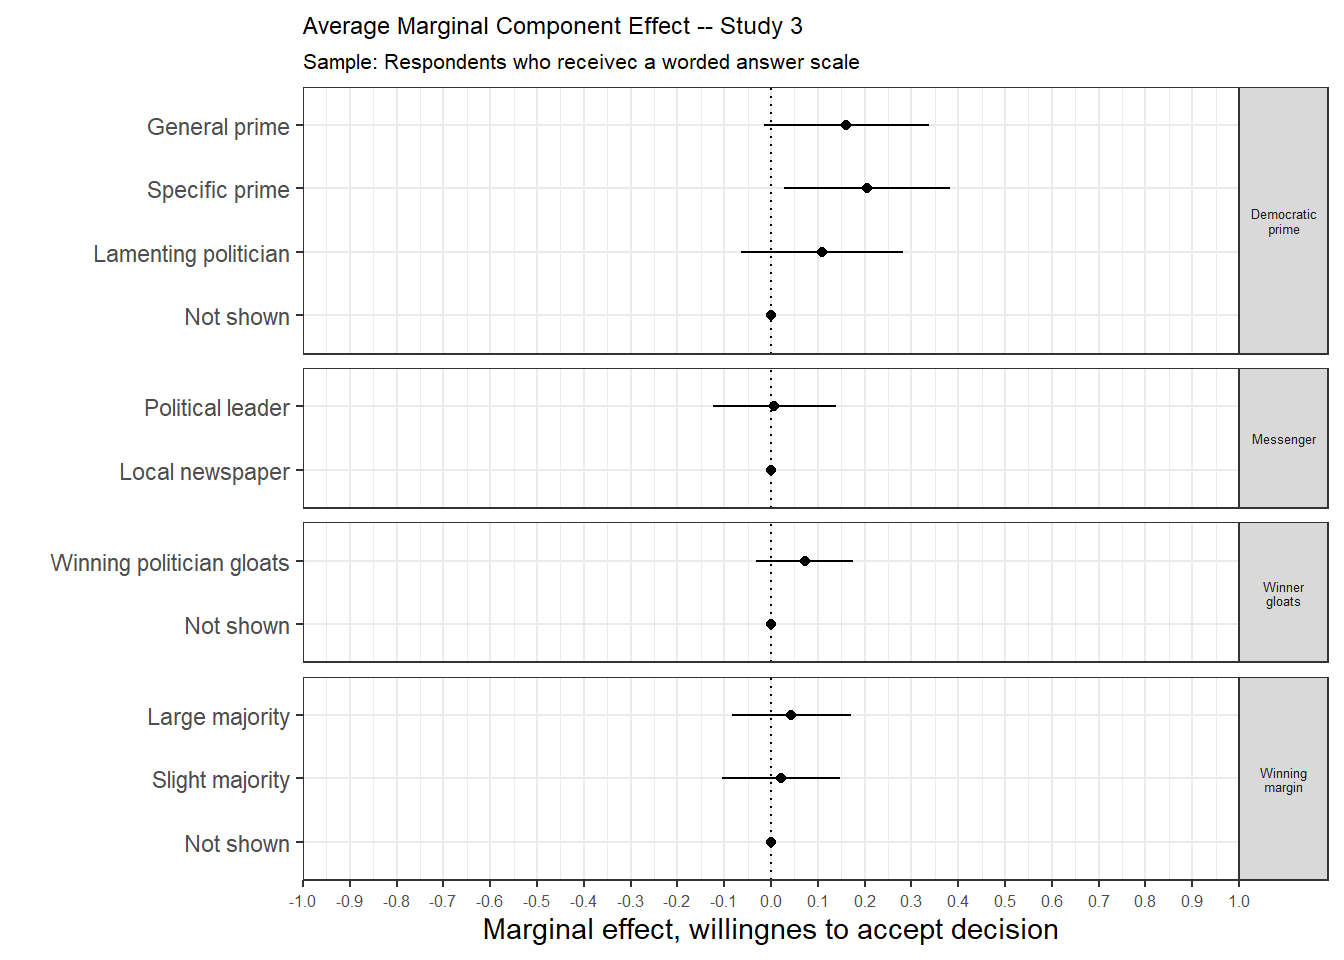 Average Marginal Component Effect -- Study 3
Sample: Respondents who receivec a worded answer scale
General prime
Specific prime
Lamenting politician
Not shown
Democratic
prime
Political leader
Local newspaper
Messenger
Winning politician gloats
Not shown
Winner
gloats
Large majority
Slight majority
Not shown
Winning
margin
-1.0 -0.9 -0.8 -0.7 -0.6 -0.5 -0.4 -0.3 -0.2 -0.1 0.0 0.1 0.2 0.3 0.4 0.5 0.6 0.7 0.8 0.9 1.0
Marginal effect, willingnes to accept decision